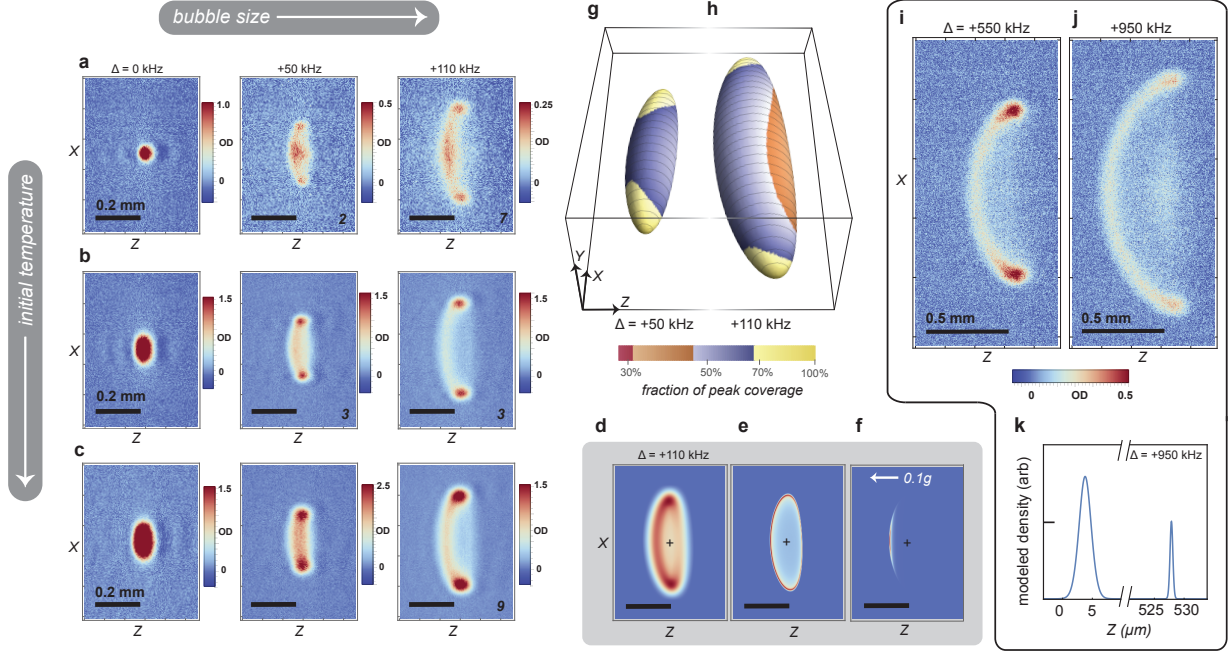 bubble size
initial temperature
a
Δ = 0 kHz
+50 kHz
+110 kHz
X
1.0
OD
0
0.5
OD
0
0.25
OD
0
0.2 mm
2
7
Z
b
X
1.5
OD
0
1.5
OD
0
1.5
OD
0
0.2 mm
3
3
Z
Z
Z
c
X
1.5
OD
0
2.5
OD
0
1.5
OD
0
0.2 mm
9
Z
Z
Z
g
h
Y
X
Z
Δ = +50 kHz
+110 kHz
30%
50%
70%
100%
fraction of peak coverage
d
e
f
Δ = +110 kHz
0.1g
X
Z
Z
Z
i
j
Δ = +550 kHz
+950 kHz
X
0.5 mm
0.5 mm
Z
Z
0
OD
0.5
k
Δ = +950 kHz
modeled density (arb)
0
5
525
530
Z (μm)